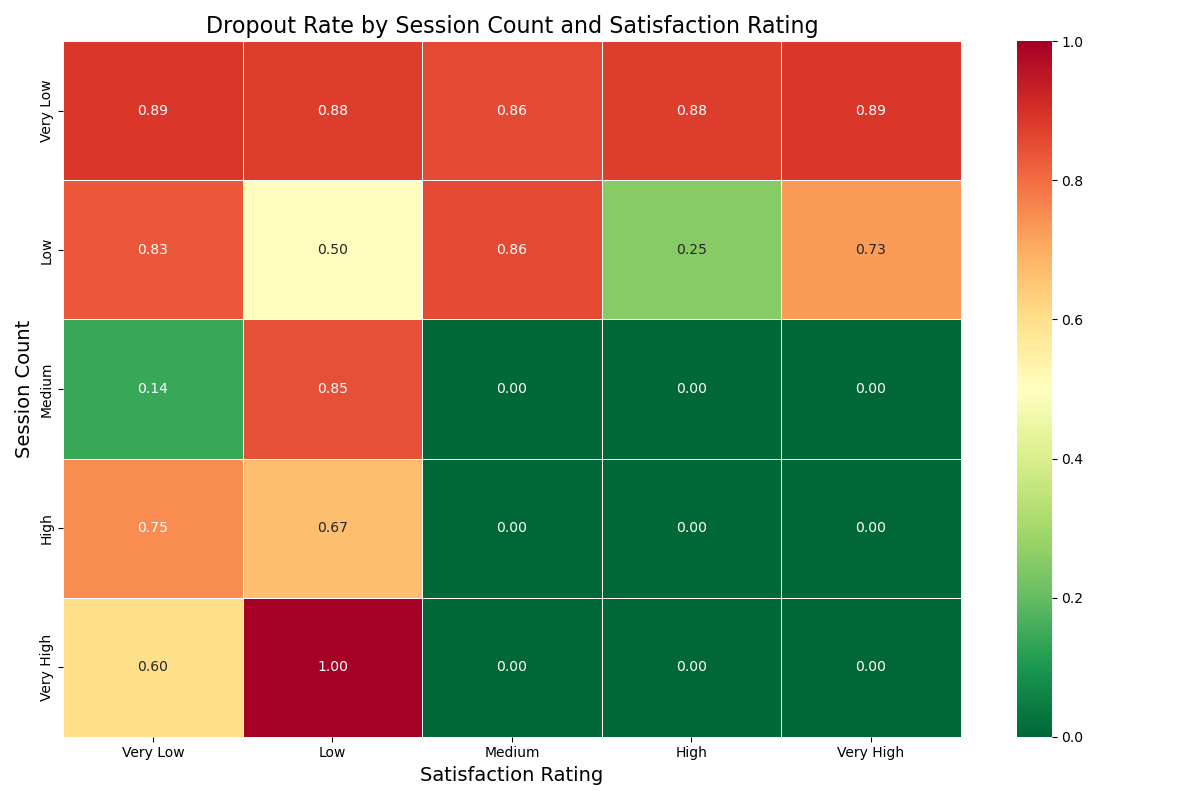 Dropout Rate by Session Count and Satisfaction Rating
Session Count
Very Low
0.89 0.88 0.86 0.88 0.89
Low
0.83 0.50 0.86 0.25 0.73
Medium
0.14 0.85 0.00 0.00 0.00
High
0.75 0.67 0.00 0.00 0.00
Very High
0.60 1.00 0.00 0.00 0.00
Very Low Low Medium High Very High
Satisfaction Rating
1.0
0.8
0.6
0.4
0.2
0.0